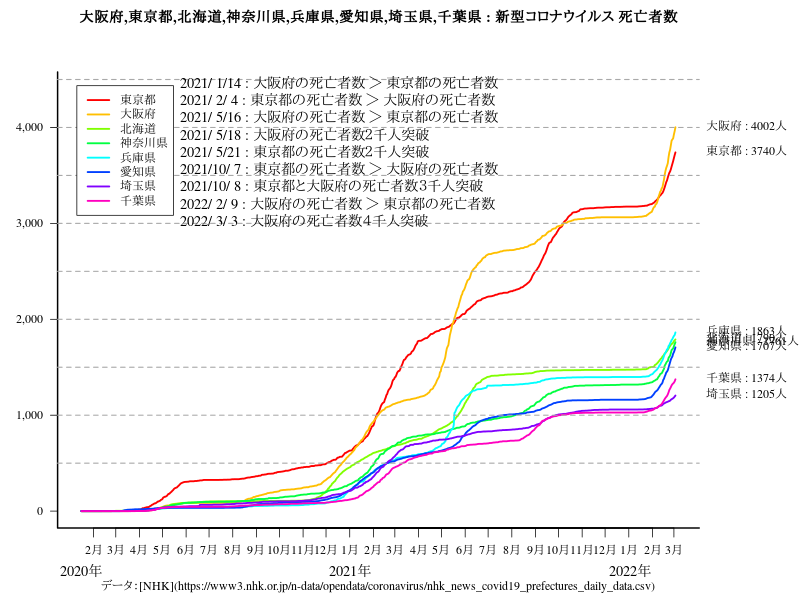 大阪府,東京都,北海道,神奈川県,兵庫県,愛知県,埼玉県,千葉県 : 新型コロナウイルス 死亡者数
2021/ 1/14 : 大阪府の死亡者数 ＞ 東京都の死亡者数
2021/ 2/ 4 : 東京都の死亡者数 ＞ 大阪府の死亡者数
2021/ 5/16 : 大阪府の死亡者数 ＞ 東京都の死亡者数
2021/ 5/18 : 大阪府の死亡者数2千人突破
2021/ 5/21 : 東京都の死亡者数2千人突破
2021/10/ 7 : 東京都の死亡者数 ＞ 大阪府の死亡者数
2021/10/ 8 : 東京都と大阪府の死亡者数3千人突破
2022/ 2/ 9 : 大阪府の死亡者数 ＞ 東京都の死亡者数
2022/ 3/ 3 : 大阪府の死亡者数4千人突破
東京都
大阪府
北海道
神奈川県
兵庫県
愛知県
埼玉県
千葉県
4,000
3,000
2,000
1,000
0
大阪府 : 4002人
東京都 : 3740人
兵庫県 : 1863人
愛知県 : 1707人
千葉県 : 1374人
埼玉県 : 1205人
2月 3月 4月 5月 6月 7月 8月 9月 10月 11月 12月 1月 2月 3月 4月 5月 6月 7月 8月 9月 10月 11月 12月 1月 2月 3月
2020年 2021年 2022年
データ：[NHK](https://www3.nhk.or.jp/n-data/opendata/coronavirus/nhk_news_covid19_prefectures_daily_data.csv)